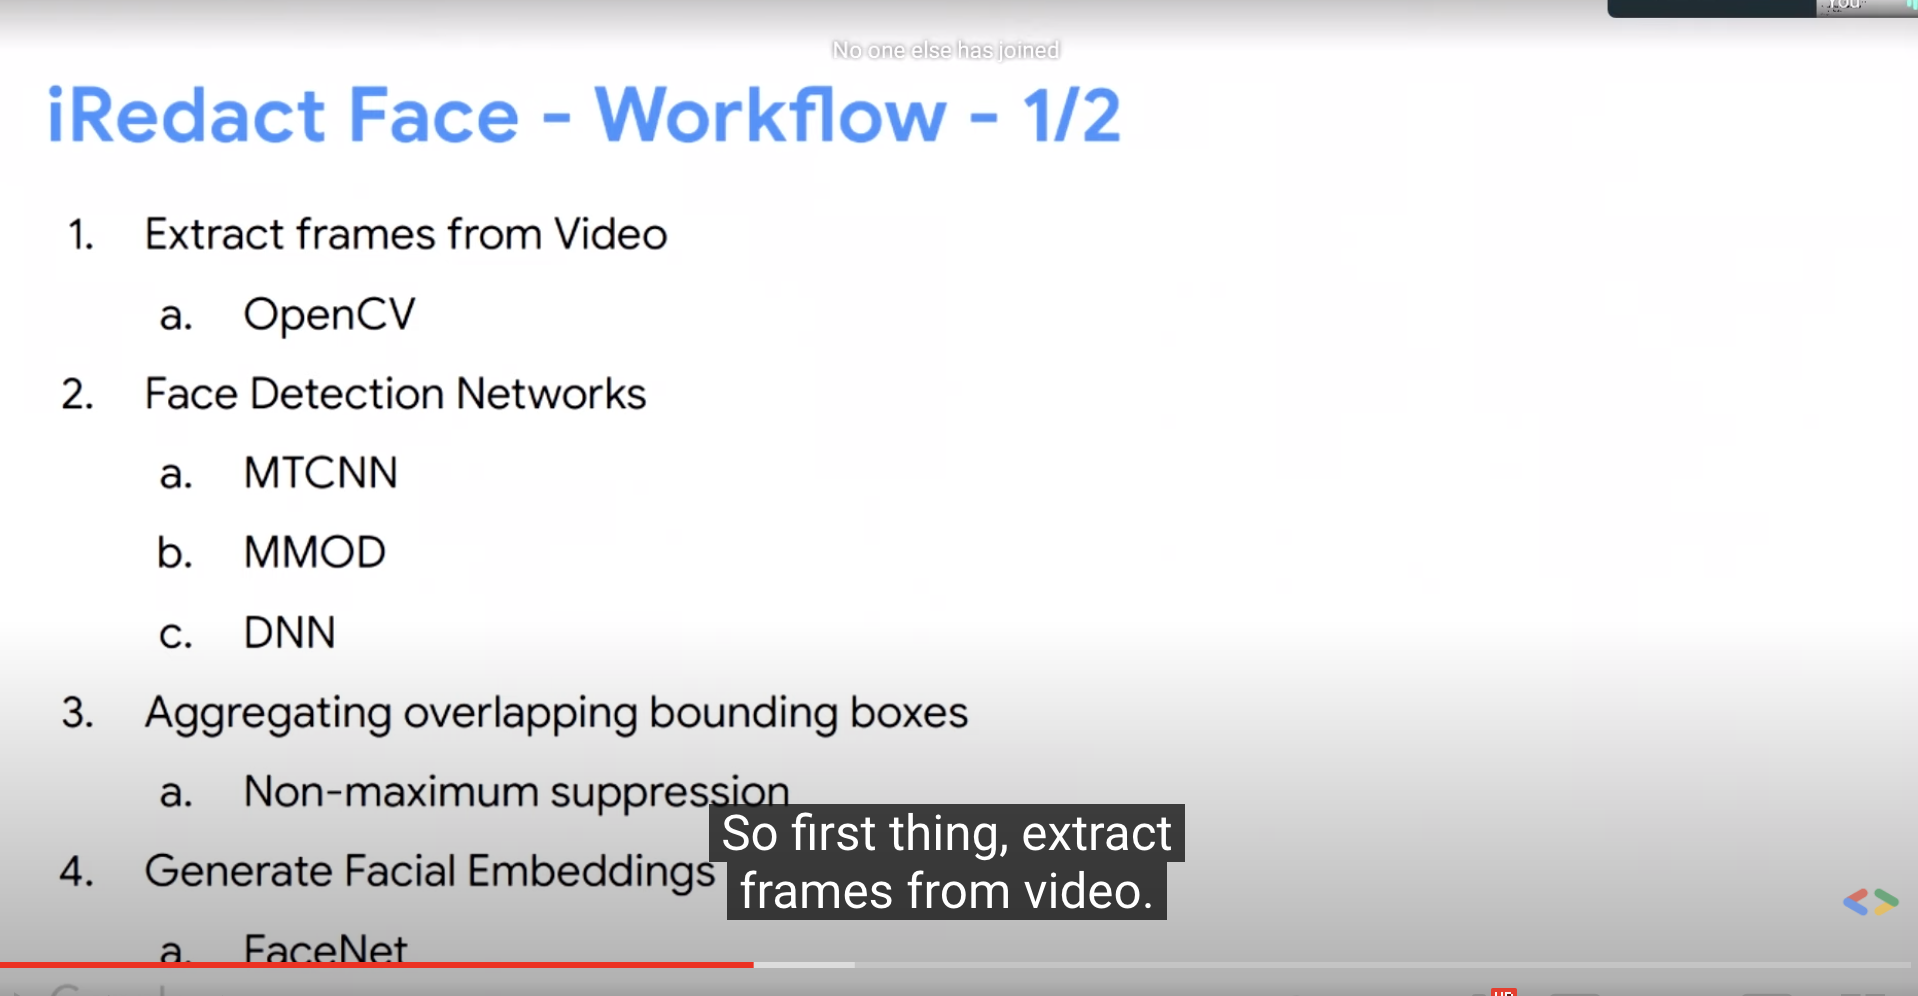 You
No one else has joined
iRedact Face - Workflow - 1/2
1. Extract frames from Video
a. OpenCV
2. Face Detection Networks
a. MTCNN
b. MMOD
c. DNN
3. Aggregating overlapping bounding boxes
a. Non-maximum suppression
So first thing, extract
4. Generate Facial Embeddings
frames from video.
a. FaceNet